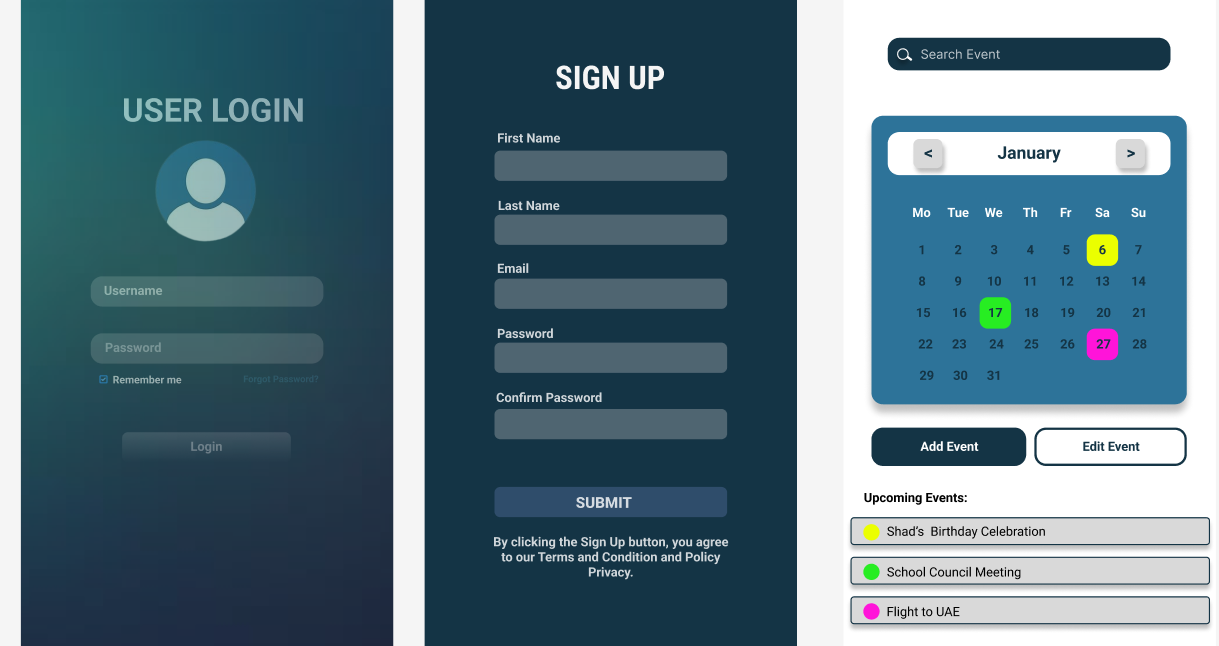 USER LOGIN
Username
Password
Remember me
Forgot Password?
Login
SIGN UP
First Name
Last Name
Email
Password
Confirm Password
SUBMIT
By clicking the Sign Up button, you agree
to our Terms and Condition and Policy
Privacy.
Search Event
< January >
Mo Tue We Th Fr Sa Su
1 2 3 4 5 6 7
8 9 10 11 12 13 14
15 16 17 18 19 20 21
22 23 24 25 26 27 28
29 30 31
Add Event Edit Event
Upcoming Events:
Shad's Birthday Celebration
School Council Meeting
Flight to UAE